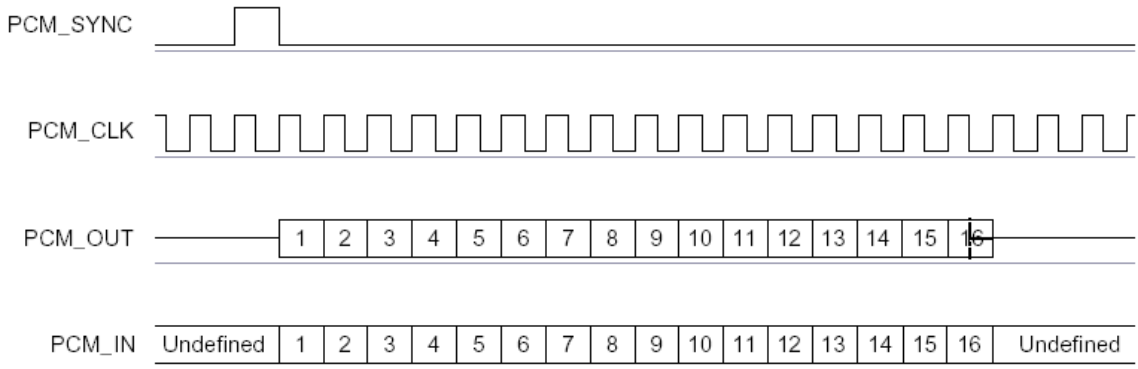 PCM_SYNC
PCM_CLK
PCM_OUT 1 2 3 4 5 6 7 8 9 10 11 12 13 14 15 16
PCM_IN Undefined 1 2 3 4 5 6 7 8 9 10 11 12 13 14 15 16 Undefined